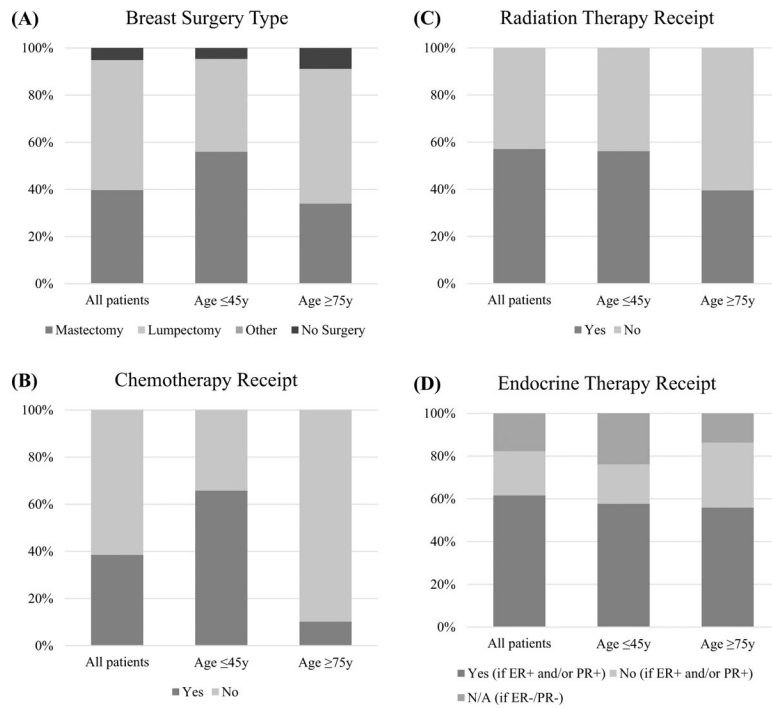 (A) Breast Surgery Type
100%
80%
60%
40%
20%
0%
All patients Age ≤45y Age ≥75y
Mastectomy Lumpectomy Other No Surgery
(B) Chemotherapy Receipt
100%
80%
60%
40%
20%
0%
All patients Age ≤45y Age ≥75y
Yes No
(C) Radiation Therapy Receipt
100%
80%
60%
40%
20%
0%
All patients Age ≤45y Age ≥75y
Yes No
(D) Endocrine Therapy Receipt
100%
80%
60%
40%
20%
0%
All patients Age ≤45y Age ≥75y
Yes (if ER+ and/or PR+) No (if ER+ and/or PR+)
N/A (if ER-/PR-)